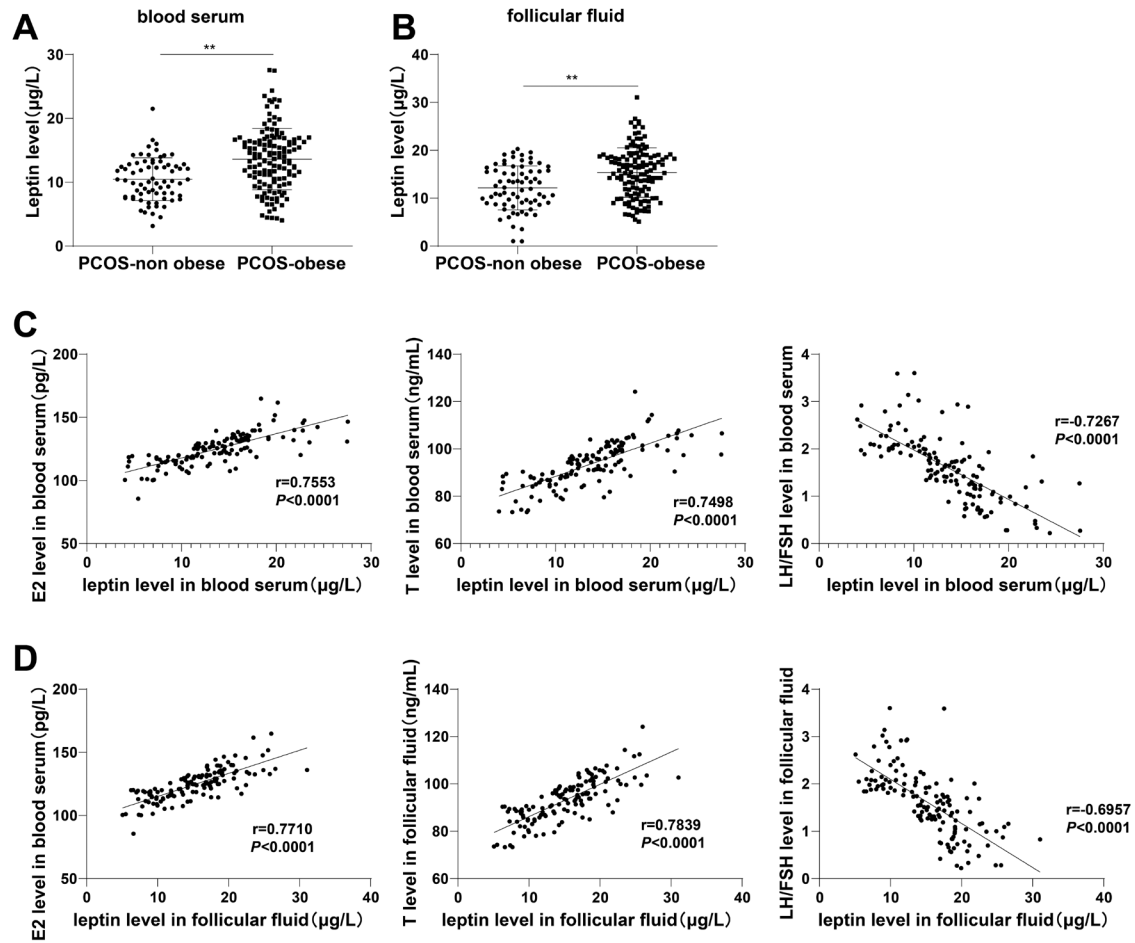 A
blood serum
Leptin level(μg/L)
30
20
10
0
**
PCOS-non obese
PCOS-obese
B
follicular fluid
Leptin level(μg/L)
40
30
20
10
0
**
PCOS-non obese
PCOS-obese
C
E2 level in blood serum(pg/L)
200
150
100
50
r=0.7553
P<0.0001
0
10
20
30
leptin level in blood serum(μg/L)
T level in blood serum(ng/mL)
140
120
100
80
60
r=0.7498
P<0.0001
0
10
20
30
leptin level in blood serum(μg/L)
LH/FSH level in blood serum
4
3
2
1
0
r=-0.7267
P<0.0001
0
10
20
30
leptin level in blood serum(μg/L)
D
E2 level in blood serum(pg/L)
200
150
100
50
r=0.7710
P<0.0001
0
10
20
30
40
leptin level in follicular fluid(μg/L)
T level in follicular fluid(ng/mL)
140
120
100
80
60
r=0.7839
P<0.0001
0
10
20
30
40
leptin level in follicular fluid(μg/L)
LH/FSH level in follicular fluid
4
3
2
1
0
r=-0.6957
P<0.0001
0
10
20
30
40
leptin level in follicular fluid(μg/L)